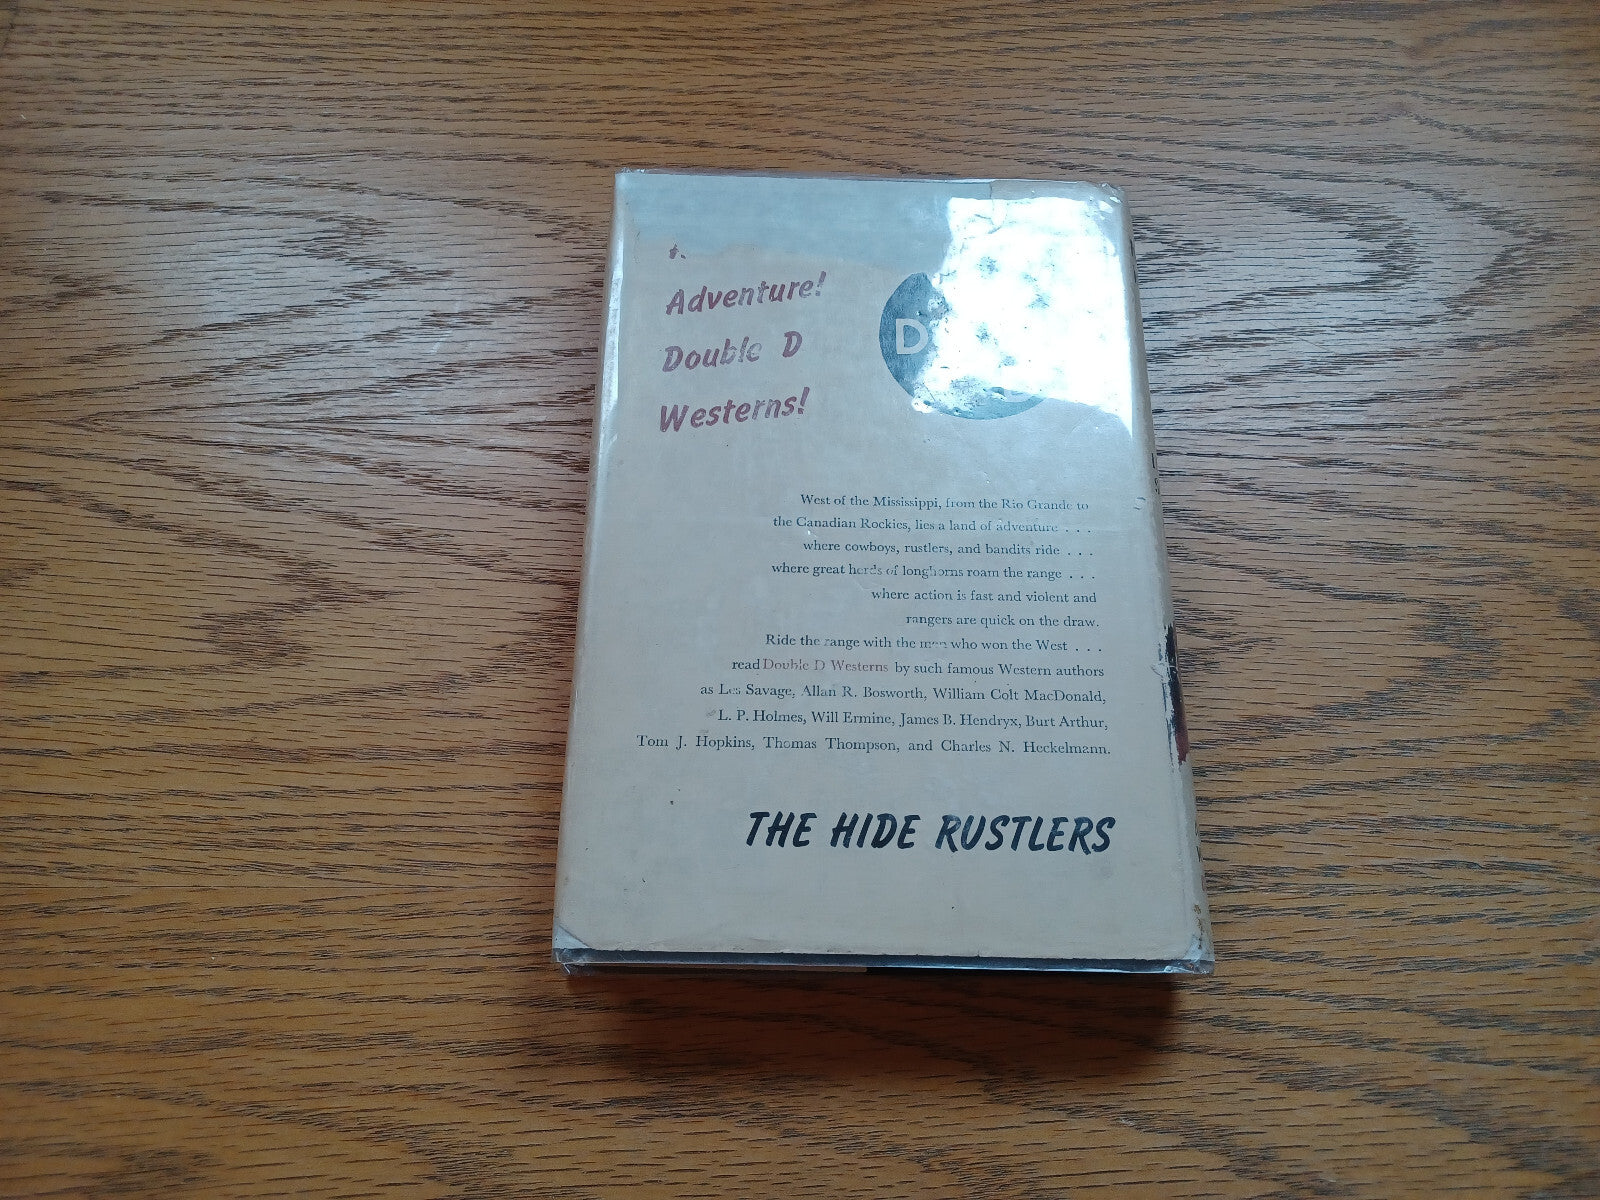 Adventure!
Double D
Westerns!
D
West of the Mississippi, from the Rio Grande to
the Canadian Rockies, lies a land of adventure . . .
where cowboys, rustlers, and bandits ride . . .
where great herds of longhorns roam the range . . .
where action is fast and violent and
rangers are quick on the draw.
Ride the range with the men who won the West . . .
read Double D Westerns by such famous Western authors
as Les Savage, Allan R. Bosworth, William Colt MacDonald,
L. P. Holmes, Will Ermine, James B. Hendryx, Burt Arthur,
Tom J. Hopkins, Thomas Thompson, and Charles N. Heckelmann.
THE HIDE RUSTLERS